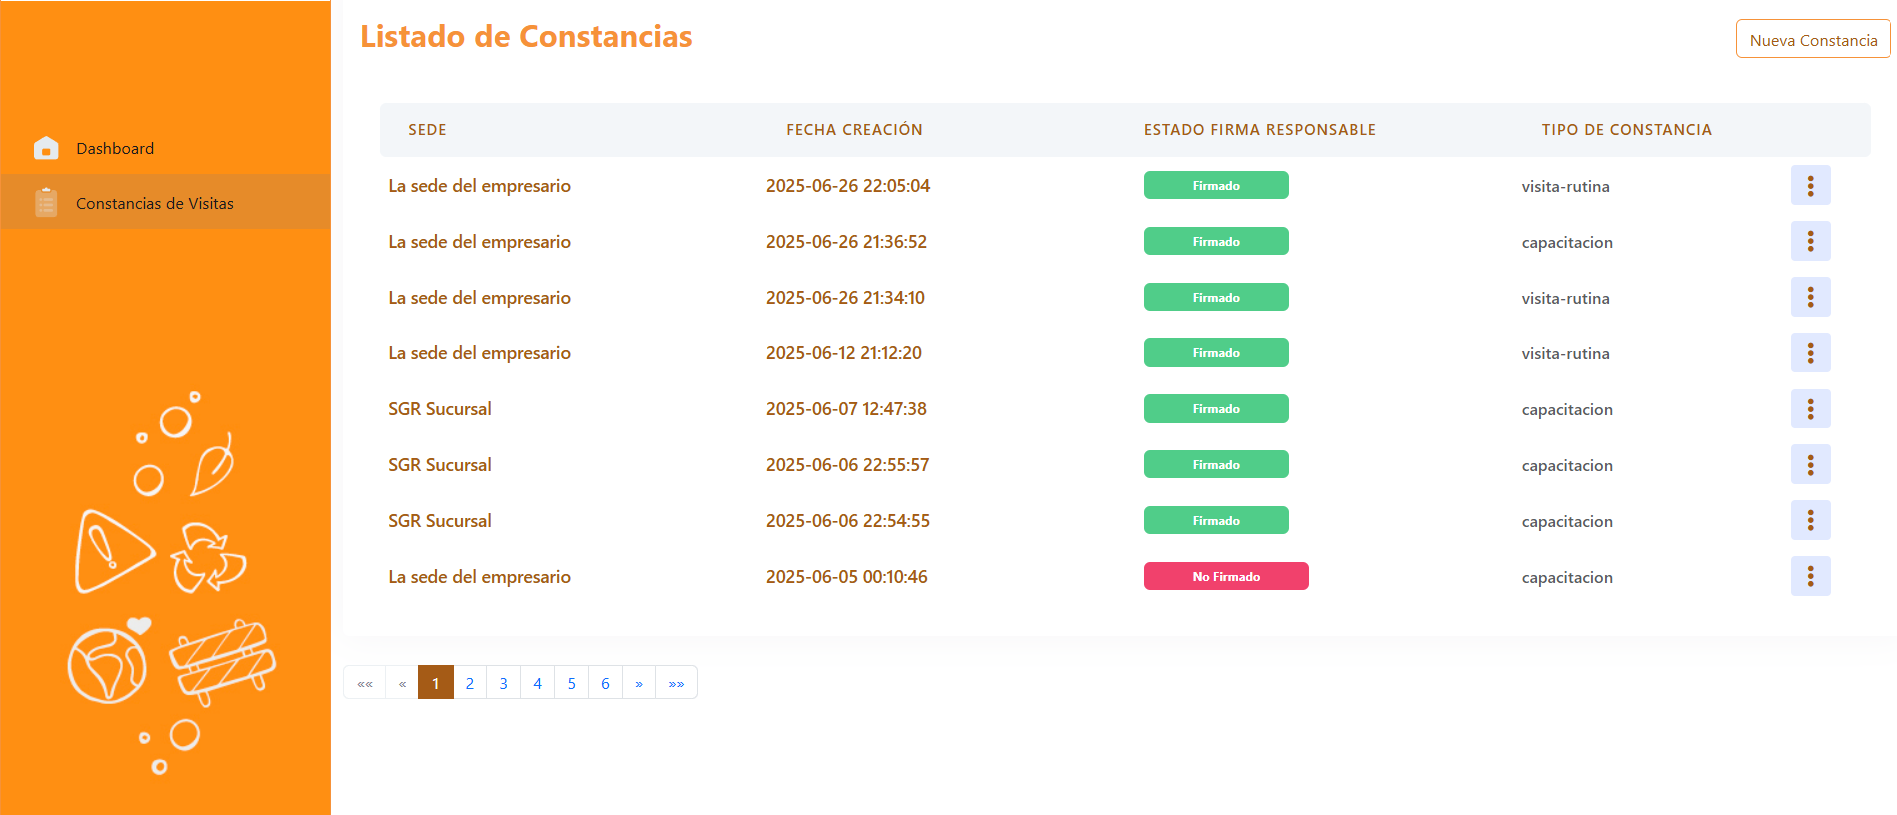 Listado de Constancias
Nueva Constancia
Dashboard
Constancias de Visitas
SEDE FECHA CREACIÓN ESTADO FIRMA RESPONSABLE TIPO DE CONSTANCIA
La sede del empresario 2025-06-26 22:05:04 Firmado visita-rutina
La sede del empresario 2025-06-26 21:36:52 Firmado capacitacion
La sede del empresario 2025-06-26 21:34:10 Firmado visita-rutina
La sede del empresario 2025-06-12 21:12:20 Firmado visita-rutina
SGR Sucursal 2025-06-07 12:47:38 Firmado capacitacion
SGR Sucursal 2025-06-06 22:55:57 Firmado capacitacion
SGR Sucursal 2025-06-06 22:54:55 Firmado capacitacion
La sede del empresario 2025-06-05 00:10:46 No Firmado capacitacion
«« « 1 2 3 4 5 6 » »»